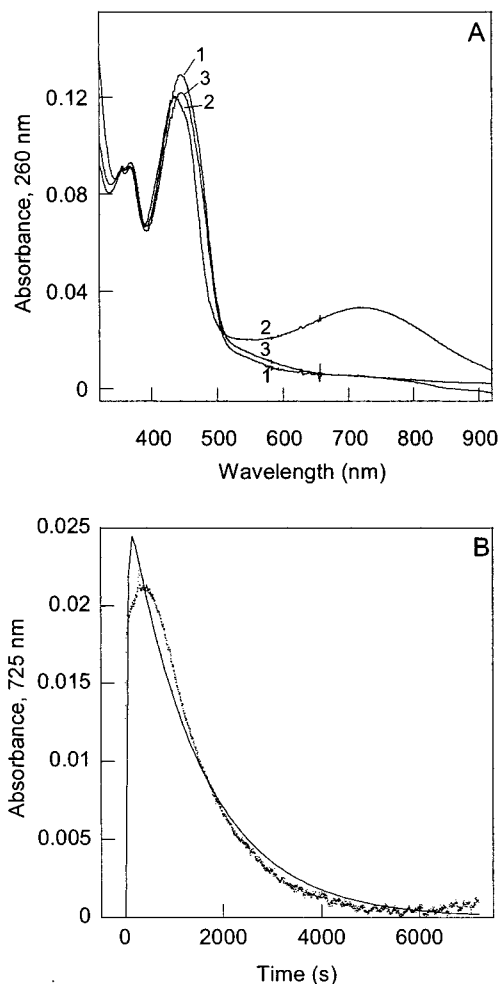 A
1
3
2
0.12
0.08
0.04
0
Absorbance, 260 nm
2
3
1
400 500 600 700 800 900
Wavelength (nm)
B
0.025
0.02
0.015
0.01
0.005
0
Absorbance, 725 nm
0 2000 4000 6000
Time (s)